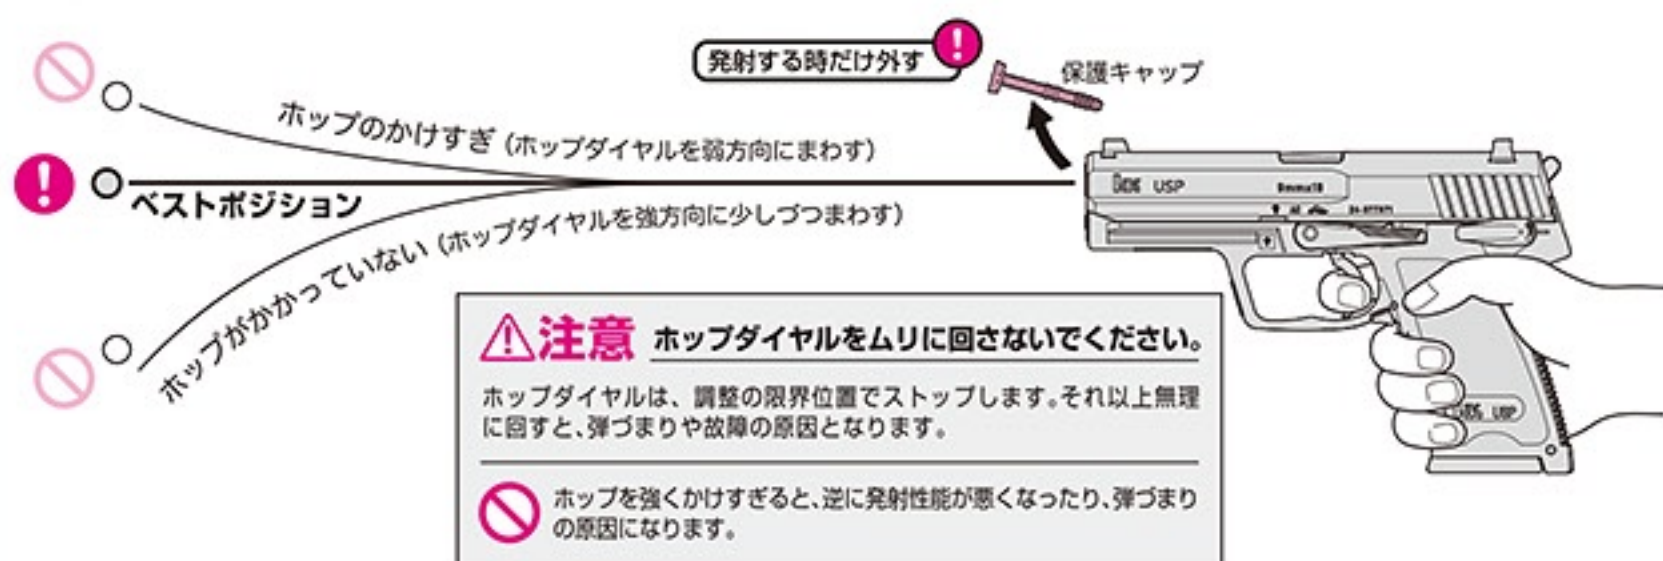 発射する時だけ外す
保護キャップ
ホップのかけすぎ（ホップダイヤルを弱方向にまわす）
ベストポジション
ホップがかかっていない（ホップダイヤルを強方向に少しづつまわす）
USP
9mm×19
注意 ホップダイヤルをムリに回さないでください。
ホップダイヤルは、調整の限界位置でストップします。それ以上無理
に回すと、弾づまりや故障の原因となります。
ホップを強くかけすぎると、逆に発射性能が悪くなったり、弾づまり
の原因になります。
USP